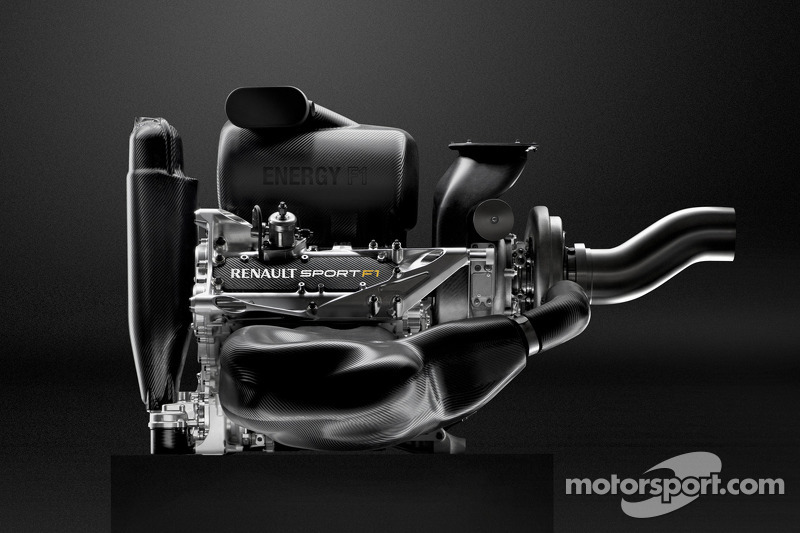 ENERGY F1
RENAULT SPORT F1
motorsport.com